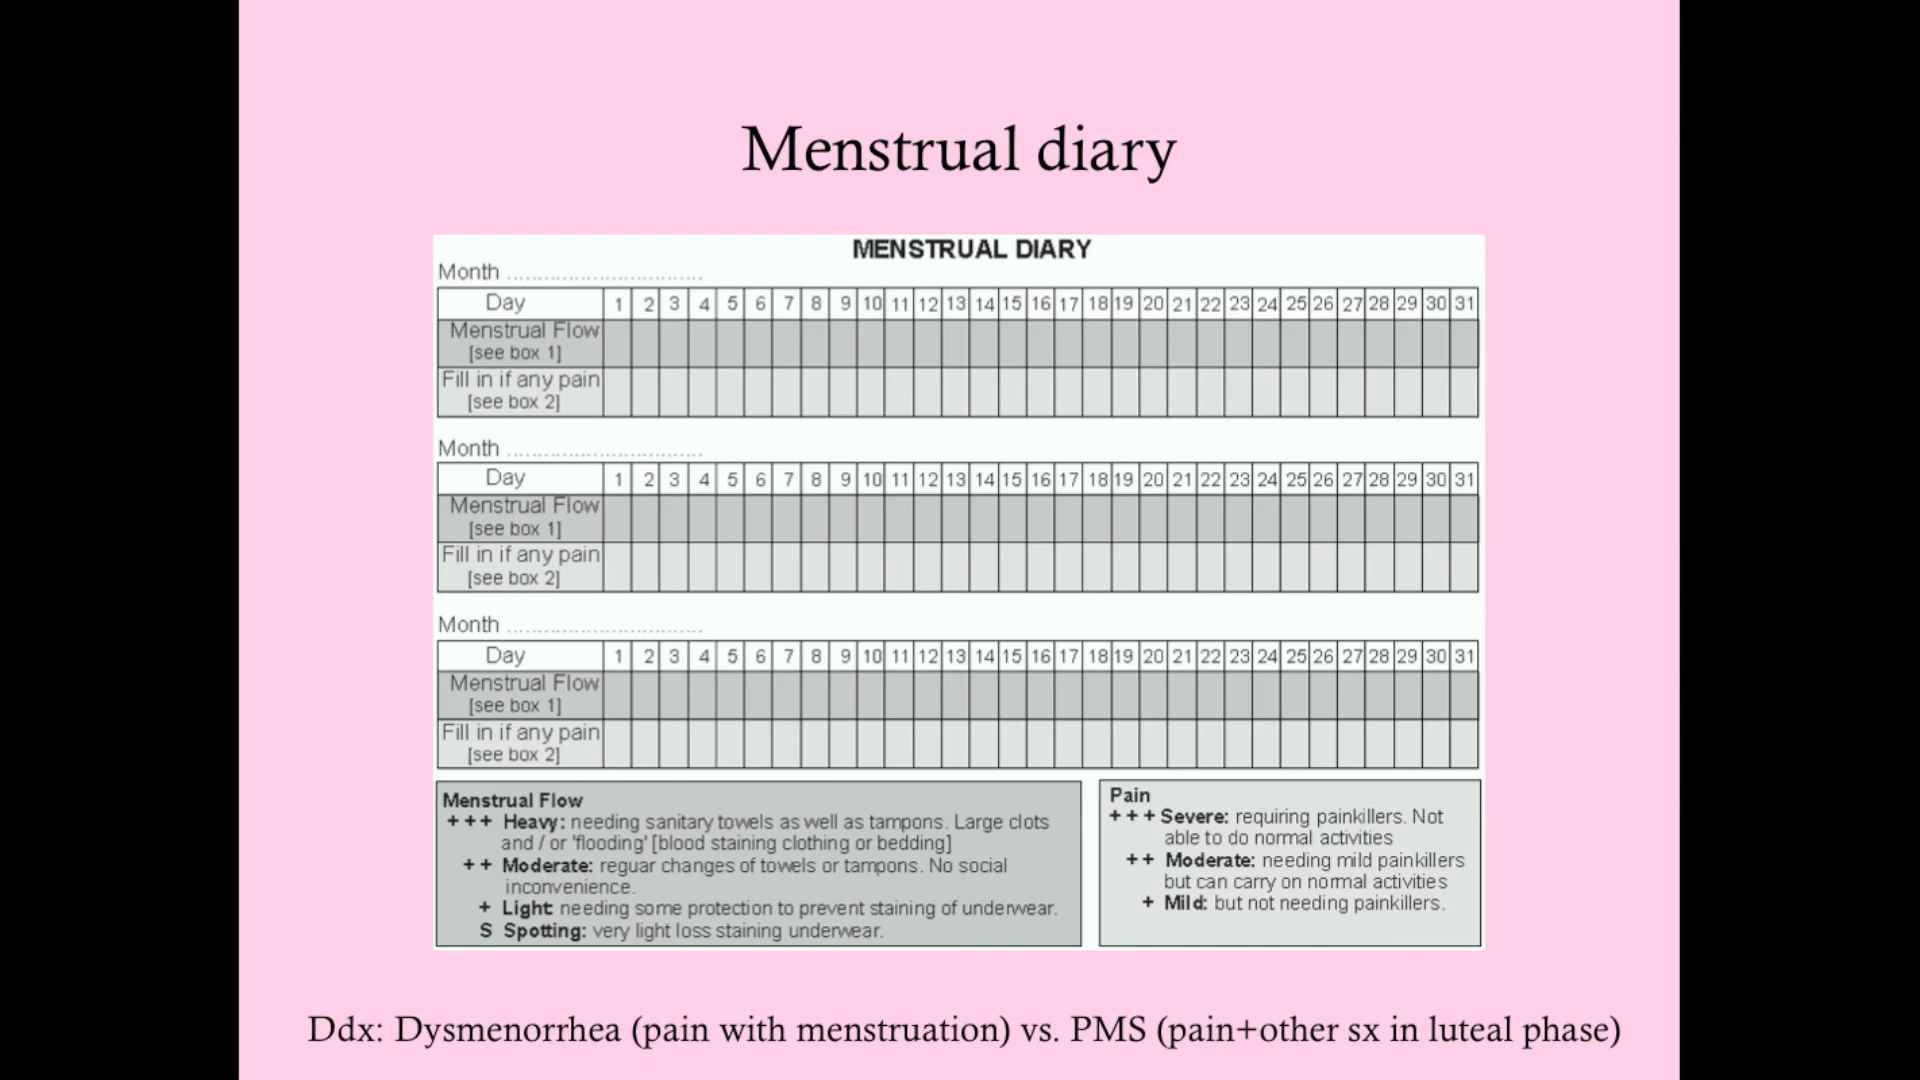 Menstrual diary
MENSTRUAL DIARY
Month ................................
Day 1 2 3 4 5 6 7 8 9 10 11 12 13 14 15 16 17 18 19 20 21 22 23 24 25 26 27 28 29 30 31
Menstrual Flow
[see box 1]
Fill in if any pain
[see box 2]
Month ................................
Day 1 2 3 4 5 6 7 8 9 10 11 12 13 14 15 16 17 18 19 20 21 22 23 24 25 26 27 28 29 30 31
Menstrual Flow
[see box 1]
Fill in if any pain
[see box 2]
Month ................................
Day 1 2 3 4 5 6 7 8 9 10 11 12 13 14 15 16 17 18 19 20 21 22 23 24 25 26 27 28 29 30 31
Menstrual Flow
[see box 1]
Fill in if any pain
[see box 2]
Menstrual Flow
+ + + Heavy: needing sanitary towels as well as tampons. Large clots
and / or 'flooding' [blood staining clothing or bedding]
+ + Moderate: reguar changes of towels or tampons. No social
inconvenience.
+ Light: needing some protection to prevent staining of underwear.
S Spotting: very light loss staining underwear.
Pain
+ + + Severe: requiring painkillers. Not
able to do normal activities
+ + Moderate: needing mild painkillers
but can carry on normal activities
+ Mild: but not needing painkillers.
Ddx: Dysmenorrhea (pain with menstruation) vs. PMS (pain+other sx in luteal phase)